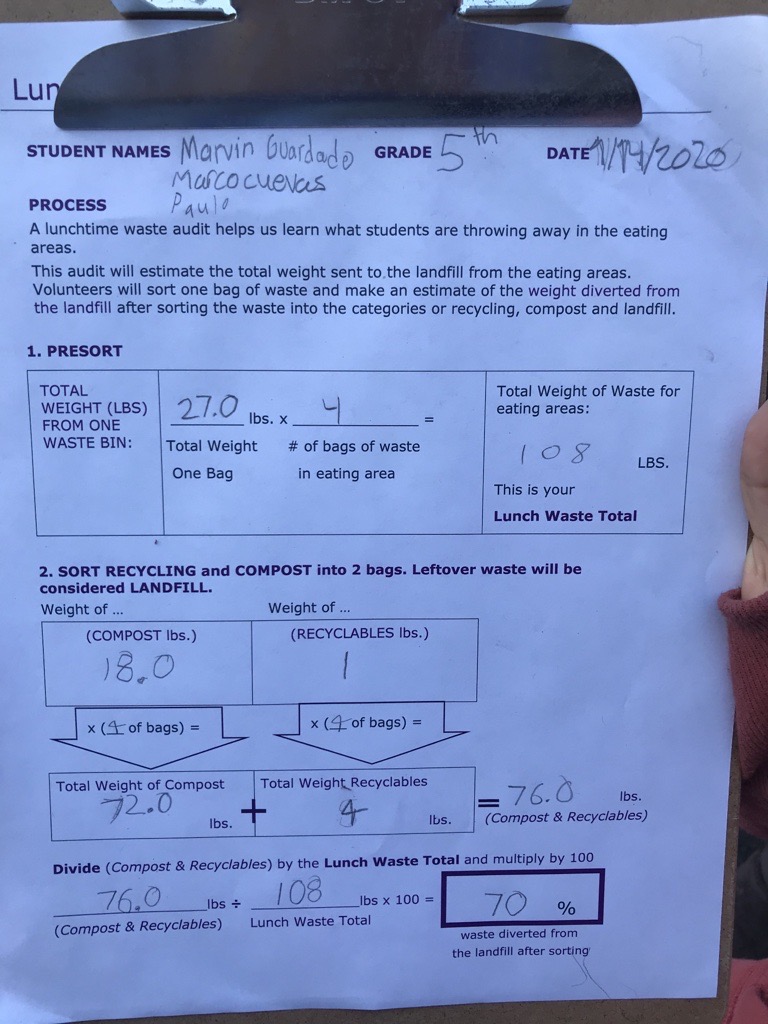 Lun
STUDENT NAMES Marvin Guardado GRADE 5th DATE 1/14/2020
Marco cuevas
Paulo
PROCESS
A lunchtime waste audit helps us learn what students are throwing away in the eating
areas.
This audit will estimate the total weight sent to the landfill from the eating areas.
Volunteers will sort one bag of waste and make an estimate of the weight diverted from
the landfill after sorting the waste into the categories or recycling, compost and landfill.
1. PRESORT
TOTAL
WEIGHT (LBS)
FROM ONE
WASTE BIN:
27.0 lbs. x 4 =
Total Weight # of bags of waste
One Bag in eating area
Total Weight of Waste for
eating areas:
108 LBS.
This is your
Lunch Waste Total
2. SORT RECYCLING and COMPOST into 2 bags. Leftover waste will be
considered LANDFILL.
Weight of ... Weight of ...
(COMPOST lbs.) (RECYCLABLES lbs.)
18.0 1
x (4 of bags) = x (4 of bags) =
Total Weight of Compost Total Weight Recyclables
72.0 lbs. + 4 lbs. = 76.0 lbs.
(Compost & Recyclables)
Divide (Compost & Recyclables) by the Lunch Waste Total and multiply by 100
76.0 lbs ÷ 108 lbs x 100 = 70 %
(Compost & Recyclables) Lunch Waste Total
waste diverted from
the landfill after sorting